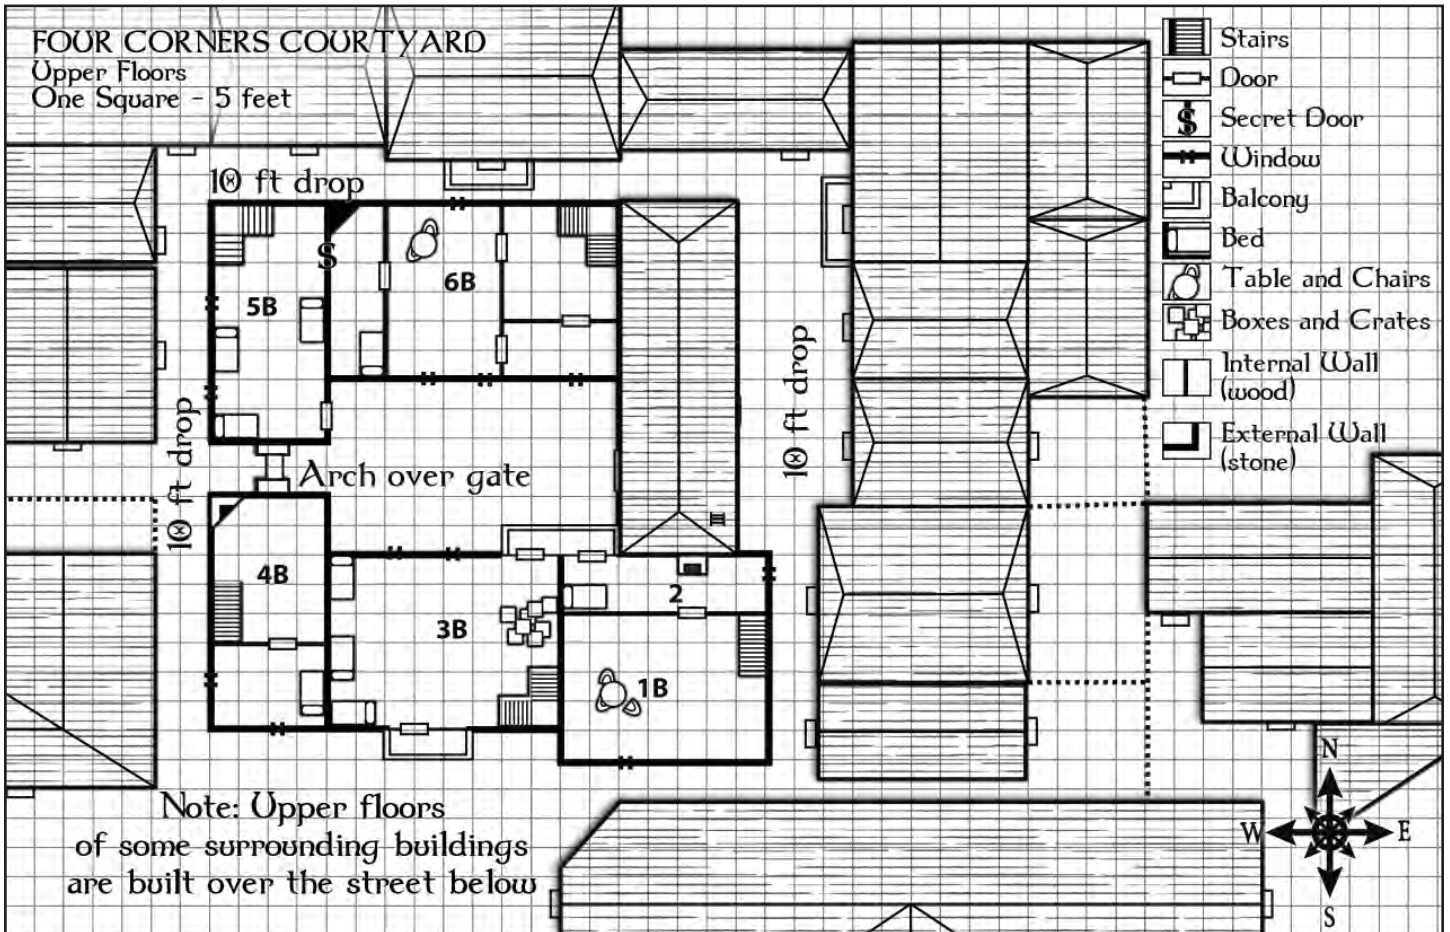 FOUR CORNERS COURTYARD
Upper Floors
One Square - 5 feet
Stairs
Door
S
Secret Door
Window
Balcony
Bed
Table and Chairs
Boxes and Crates
Internal Wall
(wood)
External Wall
(stone)
10 ft drop
S
5B
6B
10 ft drop
10 ft drop
Arch over gate
4B
3B
2
1B
Note: Upper floors
of some surrounding buildings
are built over the street below
N
W
E
S